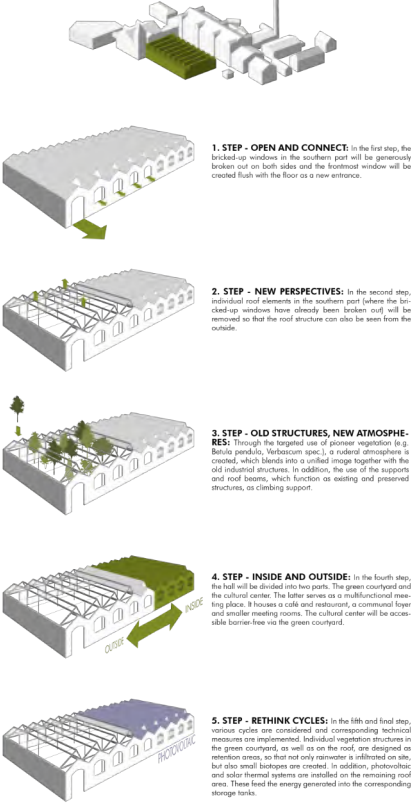 1. STEP - OPEN AND CONNECT: In the first step, the
bricked-up windows in the southern part will be generously
broken out on both sides and the frontmost window will be
created flush with the floor as a new entrance.
2. STEP - NEW PERSPECTIVES: In the second step,
individual roof elements in the southern part (where the bri-
cked-up windows have already been broken out) will be
removed so that the roof structure can also be seen from the
outside.
3. STEP - OLD STRUCTURES, NEW ATMOSPHE-
RES: Through the targeted use of pioneer vegetation (e.g.
Betula pendula, Verbascum spec.), a ruderal atmosphere is
created, which blends into a unified image together with the
old industrial structures. In addition, the use of the supports
and roof beams, which function as existing and preserved
structures, as climbing support.
4. STEP - INSIDE AND OUTSIDE: In the fourth step,
the hall will be divided into two parts. The green courtyard and
the cultural center. The latter serves as a multifunctional mee-
ting place. It houses a café and restaurant, a communal foyer
and smaller meeting rooms. The cultural center will be acces-
sible barrier-free via the green courtyard.
OUTSIDE
INSIDE
5. STEP - RETHINK CYCLES: In the fifth and final step,
various cycles are considered and corresponding technical
measures are implemented. Individual vegetation structures in
the green courtyard, as well as on the roof, are designed as
retention areas, so that not only rainwater is infiltrated on site,
but also small biotopes are created. In addition, photovoltaic
and solar thermal systems are installed on the remaining roof
area. These feed the energy generated into the corresponding
storage tanks.
PHOTOVOLTAIC